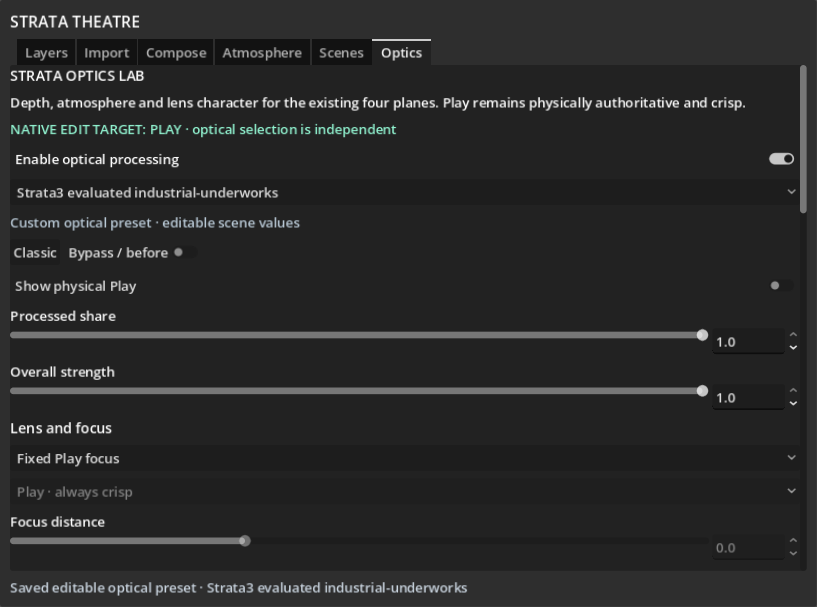 STRATA THEATRE
Layers Import Compose Atmosphere Scenes Optics
STRATA OPTICS LAB
Depth, atmosphere and lens character for the existing four planes. Play remains physically authoritative and crisp.
NATIVE EDIT TARGET: PLAY · optical selection is independent
Enable optical processing
Strata3 evaluated industrial-underworks
Custom optical preset · editable scene values
Classic Bypass / before
Show physical Play
Processed share
1.0
Overall strength
1.0
Lens and focus
Fixed Play focus
Play · always crisp
Focus distance
0.0
Saved editable optical preset · Strata3 evaluated industrial-underworks